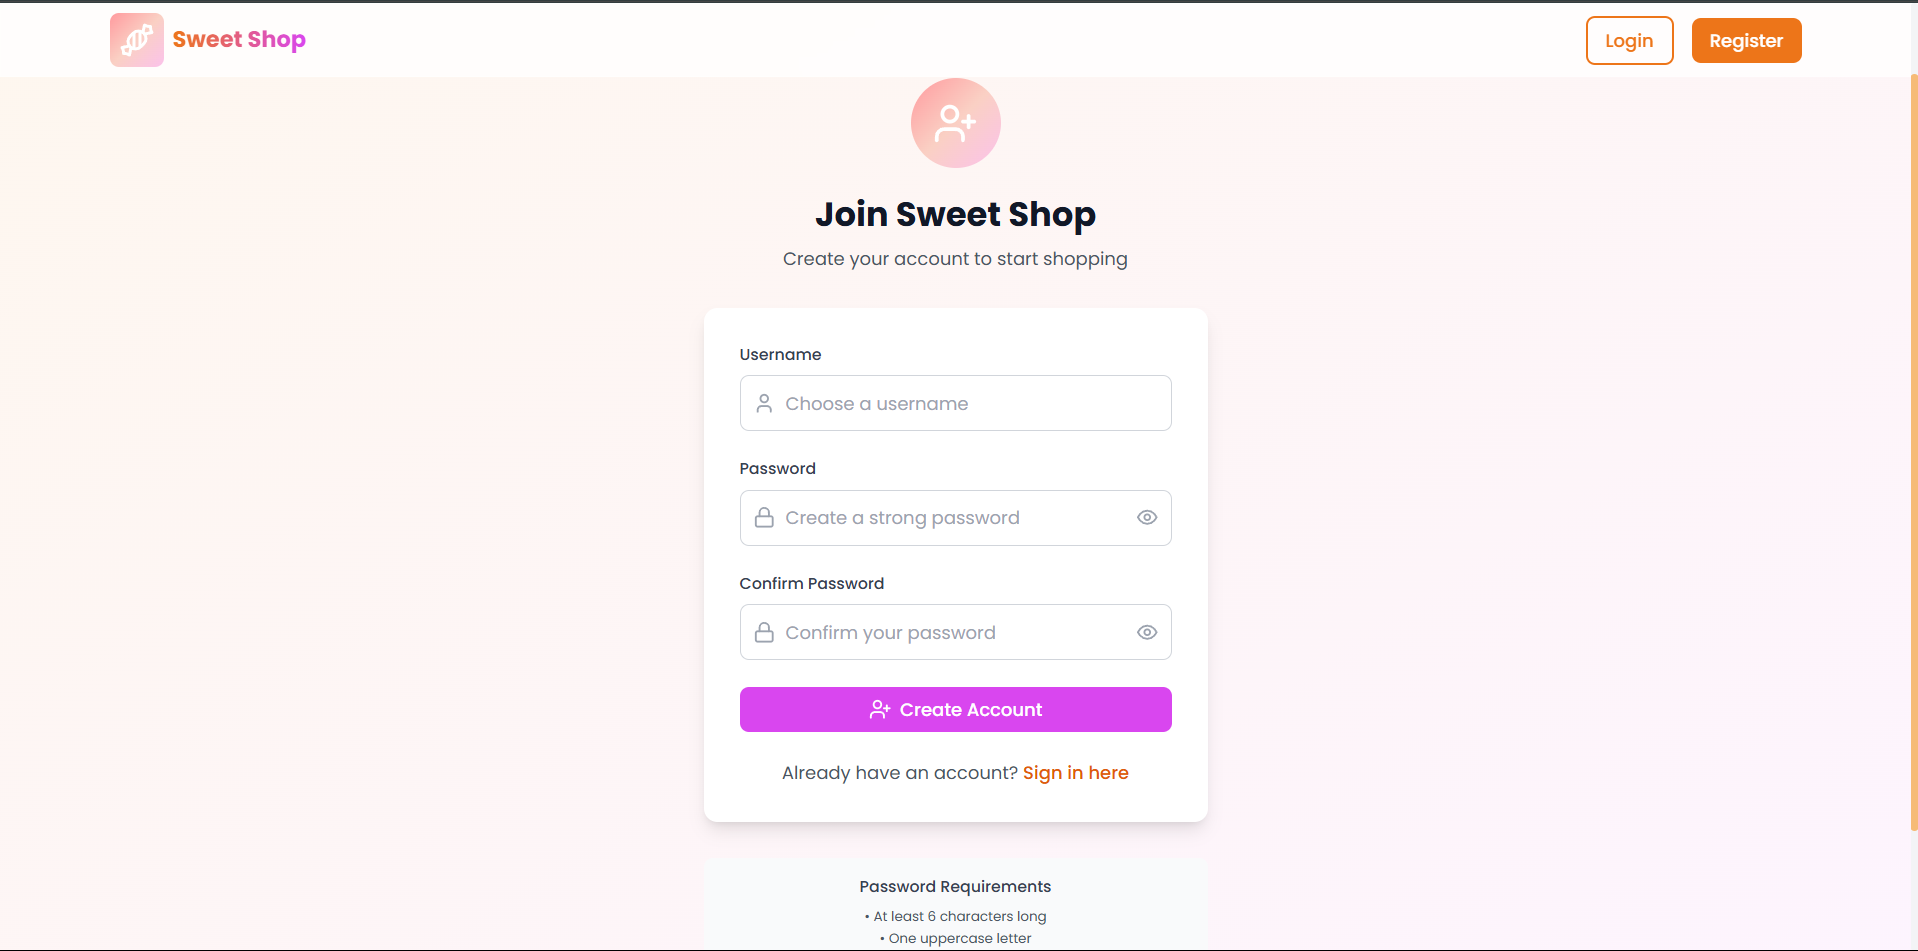 Sweet Shop
Login
Register
Join Sweet Shop
Create your account to start shopping
Username
Choose a username
Password
Create a strong password
Confirm Password
Confirm your password
Create Account
Already have an account? Sign in here
Password Requirements
• At least 6 characters long
• One uppercase letter